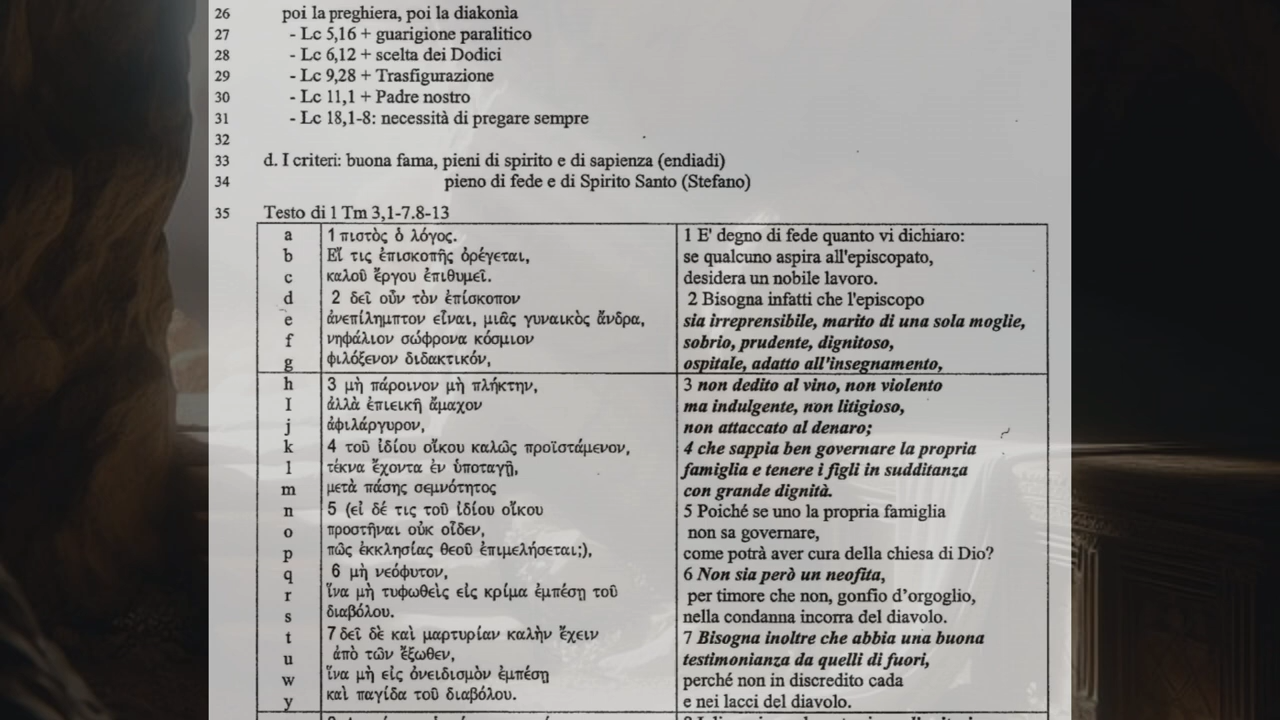 26 poi la preghiera, poi la diakonìa
27 - Lc 5,16 + guarigione paralitico
28 - Lc 6,12 + scelta dei Dodici
29 - Lc 9,28 + Trasfigurazione
30 - Lc 11,1 + Padre nostro
31 - Lc 18,1-8: necessità di pregare sempre
32
33 d. I criteri: buona fama, pieni di spirito e di sapienza (endiadi)
34 pieno di fede e di Spirito Santo (Stefano)
35 Testo di 1 Tm 3,1-7.8-13
a 1 πιστὸς ὁ λόγος. 1 E' degno di fede quanto vi dichiaro:
b Εἴ τις ἐπισκοπῆς ὀρέγεται, se qualcuno aspira all'episcopato,
c καλοῦ ἔργου ἐπιθυμεῖ. desidera un nobile lavoro.
d 2 δεῖ οὖν τὸν ἐπίσκοπον 2 Bisogna infatti che l'episcopo
e ἀνεπίλημπτον εἶναι, μιᾶς γυναικὸς ἄνδρα, sia irreprensibile, marito di una sola moglie,
f νηφάλιον σώφρονα κόσμιον sobrio, prudente, dignitoso,
g φιλόξενον διδακτικόν, ospitale, adatto all'insegnamento,
h 3 μὴ πάροινον μὴ πλήκτην, 3 non dedito al vino, non violento
I ἀλλὰ ἐπιεικῆ ἄμαχον ma indulgente, non litigioso,
j ἀφιλάργυρον, non attaccato al denaro;
k 4 τοῦ ἰδίου οἴκου καλῶς προϊστάμενον, 4 che sappia ben governare la propria
l τέκνα ἔχοντα ἐν ὑποταγῇ, famiglia e tenere i figli in sudditanza
m μετὰ πάσης σεμνότητος con grande dignità.
n 5 (εἰ δέ τις τοῦ ἰδίου οἴκου 5 Poiché se uno la propria famiglia
o προστῆναι οὐκ οἶδεν, non sa governare,
p πῶς ἐκκλησίας θεοῦ ἐπιμελήσεται;), come potrà aver cura della chiesa di Dio?
q 6 μὴ νεόφυτον, 6 Non sia però un neofita,
r ἵνα μὴ τυφωθεὶς εἰς κρίμα ἐμπέσῃ τοῦ per timore che non, gonfio d'orgoglio,
s διαβόλου. nella condanna incorra del diavolo.
t 7 δεῖ δὲ καὶ μαρτυρίαν καλὴν ἔχειν 7 Bisogna inoltre che abbia una buona
u ἀπὸ τῶν ἔξωθεν, testimonianza da quelli di fuori,
w ἵνα μὴ εἰς ὀνειδισμὸν ἐμπέσῃ perché non in discredito cada
y καὶ παγίδα τοῦ διαβόλου. e nei lacci del diavolo.